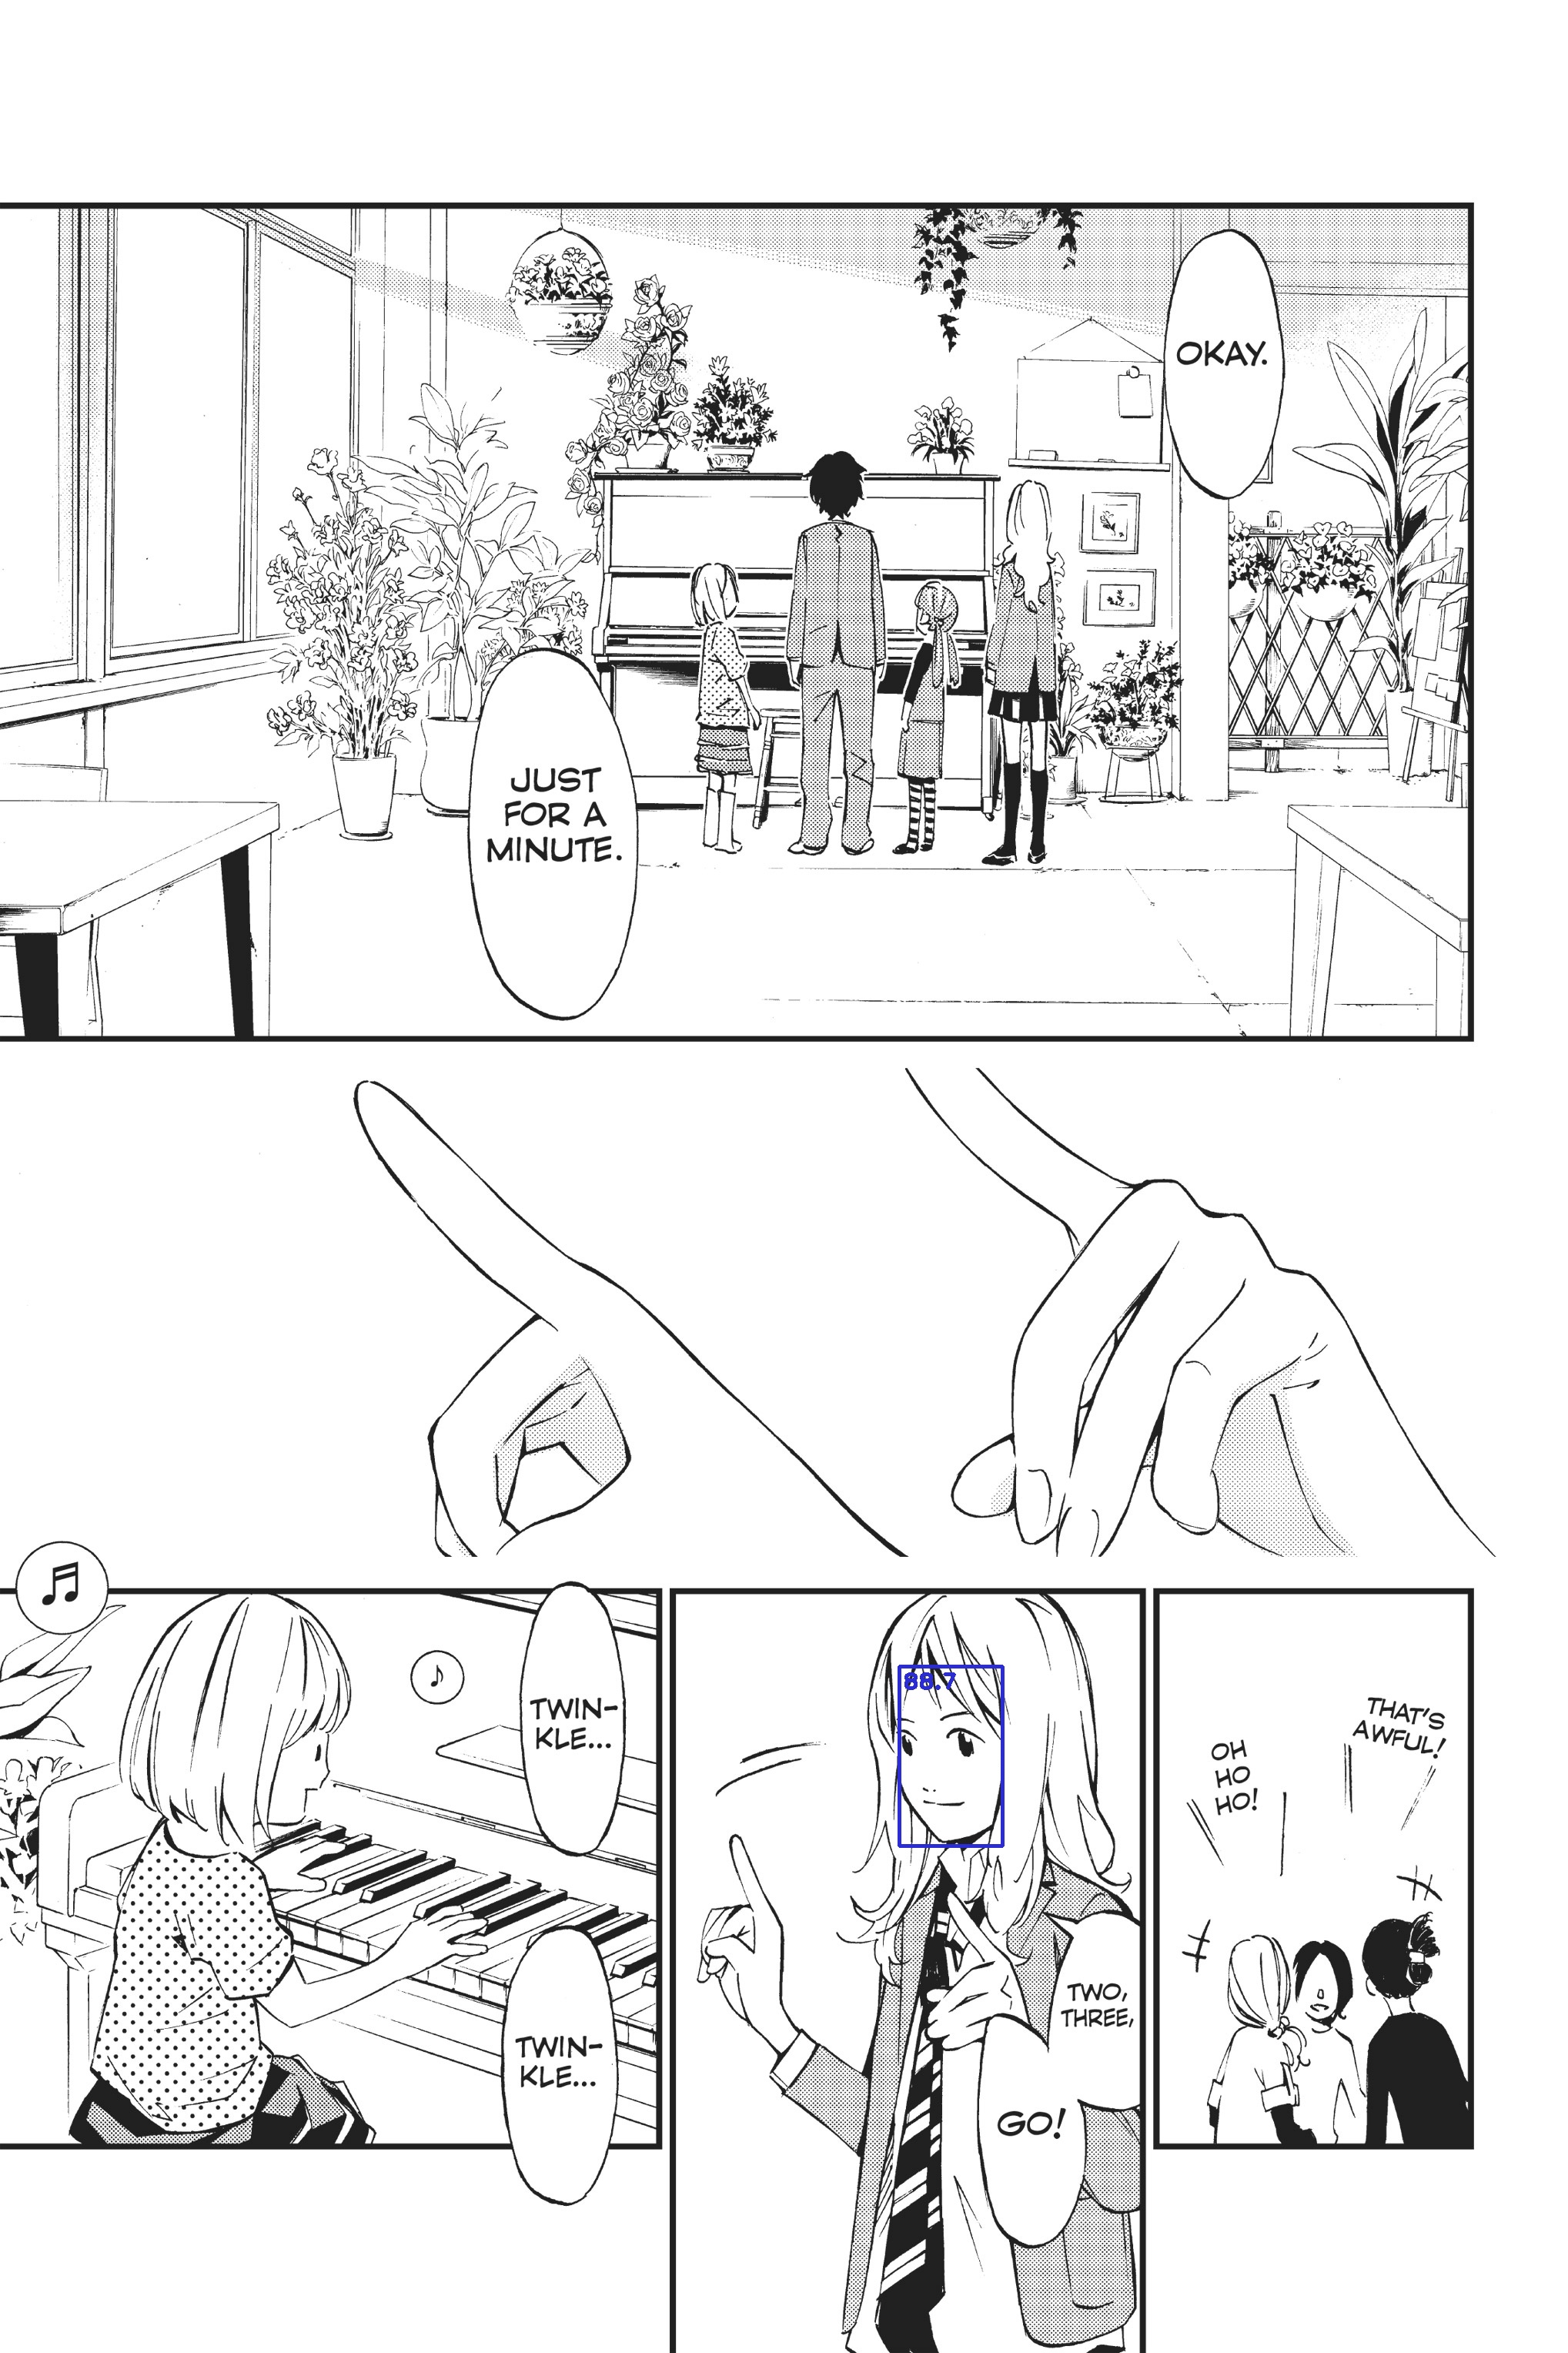 OKAY.
JUST
FOR A
MINUTE.
THAT'S
AWFUL!
OH
HO
HO!
88.7
TWO,
THREE,
GO!
TWIN-
KLE...
TWIN-
KLE...